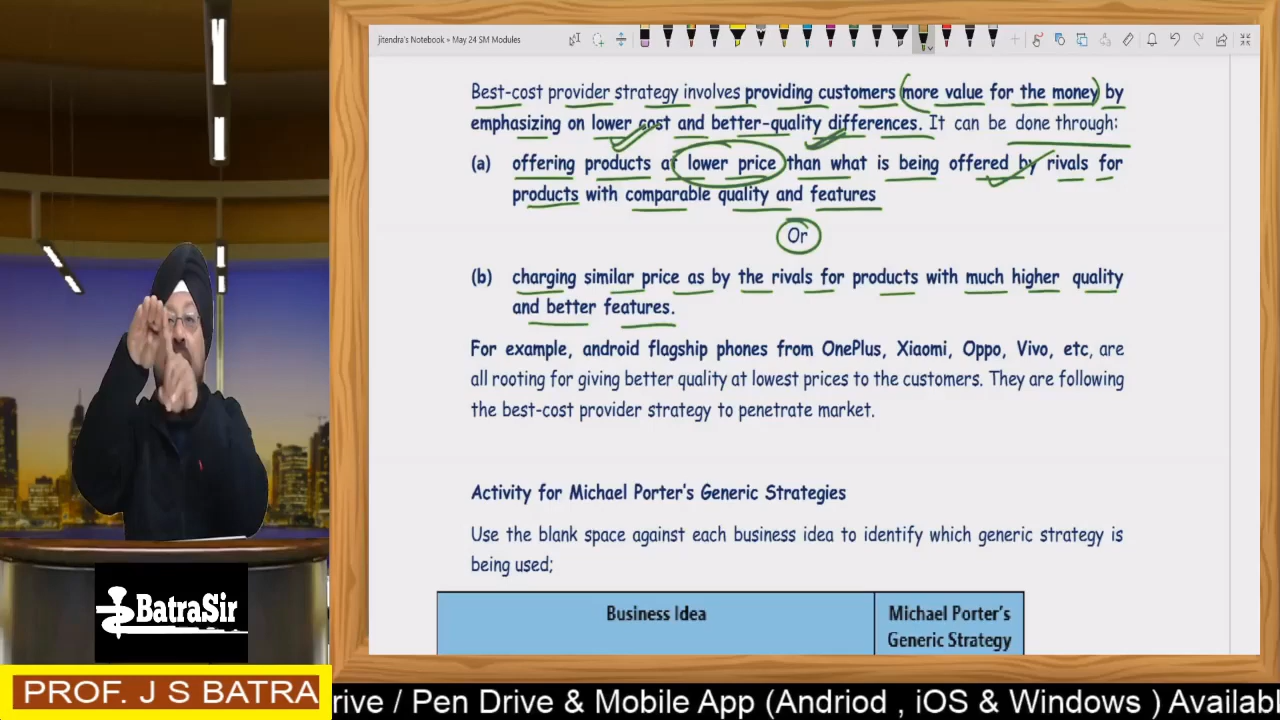 jitendra's Notebook » May 24 SM Modules
Best-cost provider strategy involves providing customers (more value for the money) by
emphasizing on lower cost and better-quality differences. It can be done through:
(a) offering products at lower price than what is being offered by rivals for
products with comparable quality and features
Or
(b) charging similar price as by the rivals for products with much higher quality
and better features.
For example, android flagship phones from OnePlus, Xiaomi, Oppo, Vivo, etc, are
all rooting for giving better quality at lowest prices to the customers. They are following
the best-cost provider strategy to penetrate market.
Activity for Michael Porter's Generic Strategies
Use the blank space against each business idea to identify which generic strategy is
being used;
Business Idea
Michael Porter's
Generic Strategy
BatraSir
PROF. J S BATRA
rive / Pen Drive & Mobile App (Andriod , iOS & Windows ) Availabl